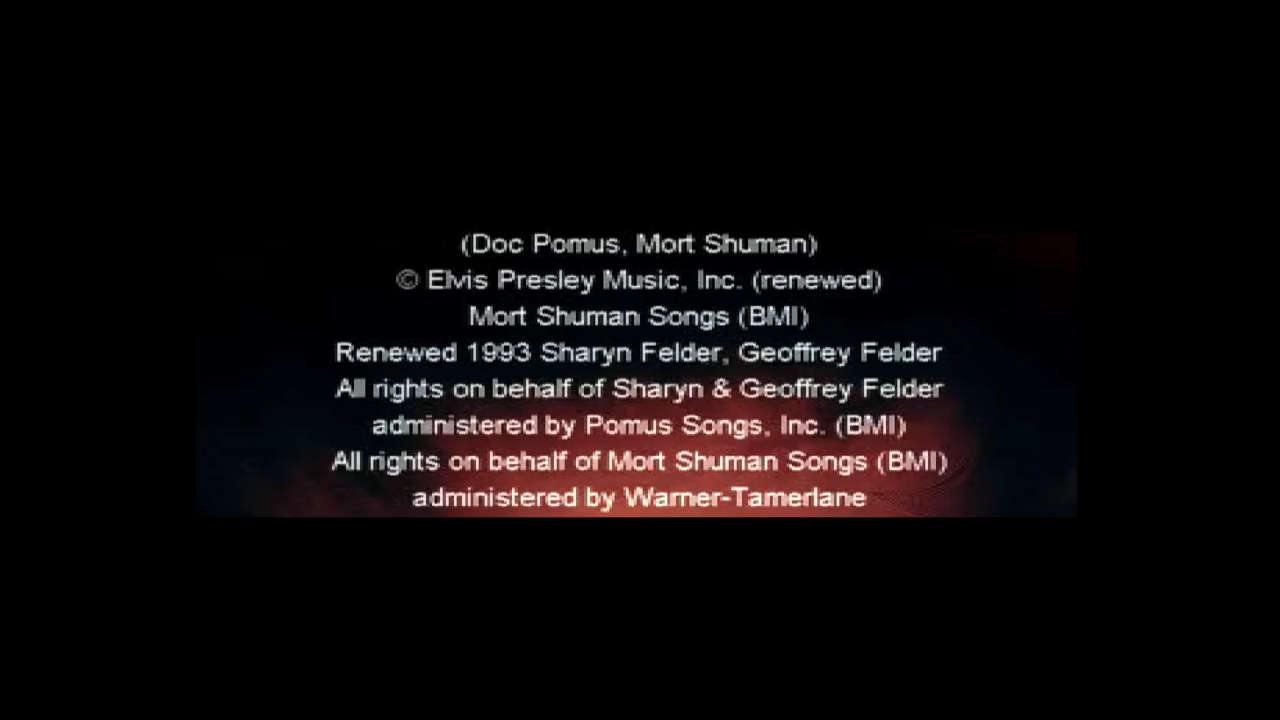 (Doc Pomus, Mort Shuman)
© Elvis Presley Music, Inc. (renewed)
Mort Shuman Songs (BMI)
Renewed 1993 Sharyn Felder, Geoffrey Felder
All rights on behalf of Sharyn & Geoffrey Felder
administered by Pomus Songs, Inc. (BMI)
All rights on behalf of Mort Shuman Songs (BMI)
administered by Warner-Tamerlane